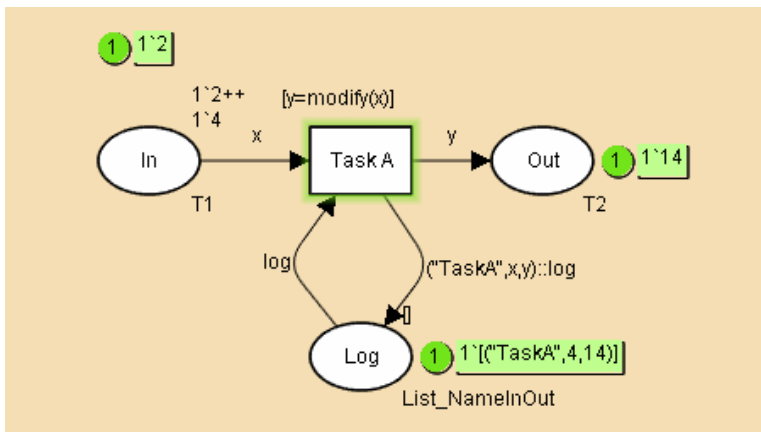 1 1`2
1`2++
1`4
[y=modify(x)]
In
x
Task A
y
Out
1 1`14
T1
T2
log
("TaskA",x,y)::log
[]
Log
1 1`[("TaskA",4,14)]
List_NameInOut